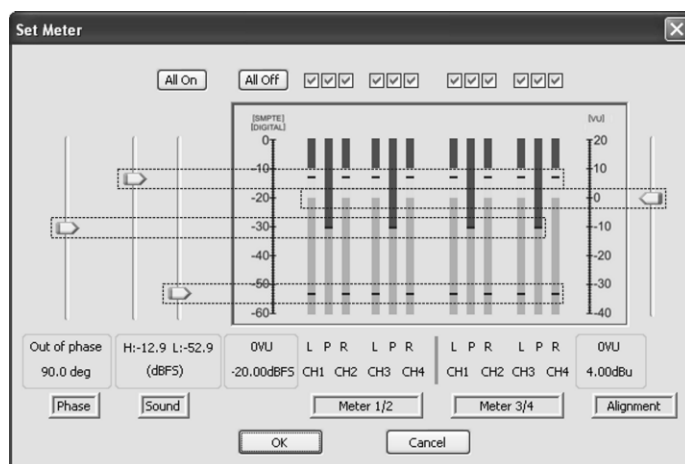 Set Meter
All On All Off
[SMPTE] [VU]
[DIGITAL]
0 20
-10 10
-20 0
-30 -10
-40 -20
-50 -30
-60 -40
Out of phase H:-12.9 L:-52.9 0VU L P R L P R L P R L P R 0VU
90.0 deg (dBFS) -20.00dBFS CH1 CH2 CH3 CH4 CH1 CH2 CH3 CH4 4.00dBu
Phase Sound Meter 1/2 Meter 3/4 Alignment
OK Cancel